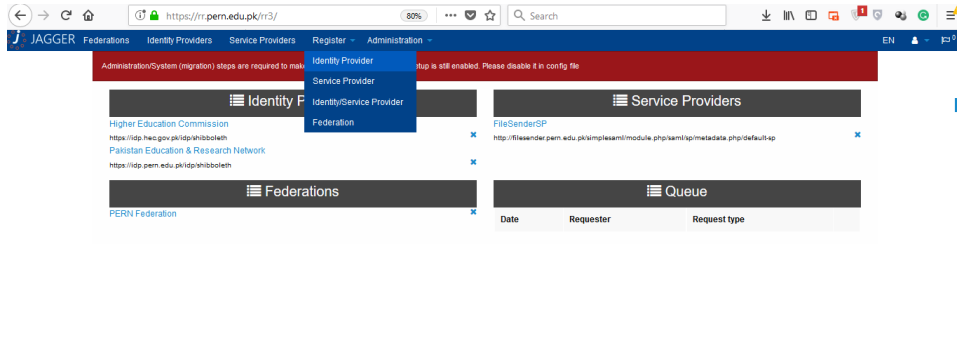 https://rr.pern.edu.pk/rr3/
80%
Search
1
JAGGER Federations Identity Providers Service Providers Register Administration
EN
0
Identity Provider
Service Provider
Identity/Service Provider
Federation
Administration/System (migration) steps are required to mak
tup is still enabled. Please disable it in config file
Identity P
Higher Education Commission
https://idp.hec.gov.pk/idp/shibboleth
Pakistan Education & Research Network
https://idp.pern.edu.pk/idp/shibboleth
Service Providers
FileSenderSP
http://filesender.pern.edu.pk/simplesaml/module.php/saml/sp/metadata.php/default-sp
Federations
PERN Federation
Queue
Date Requester Request type